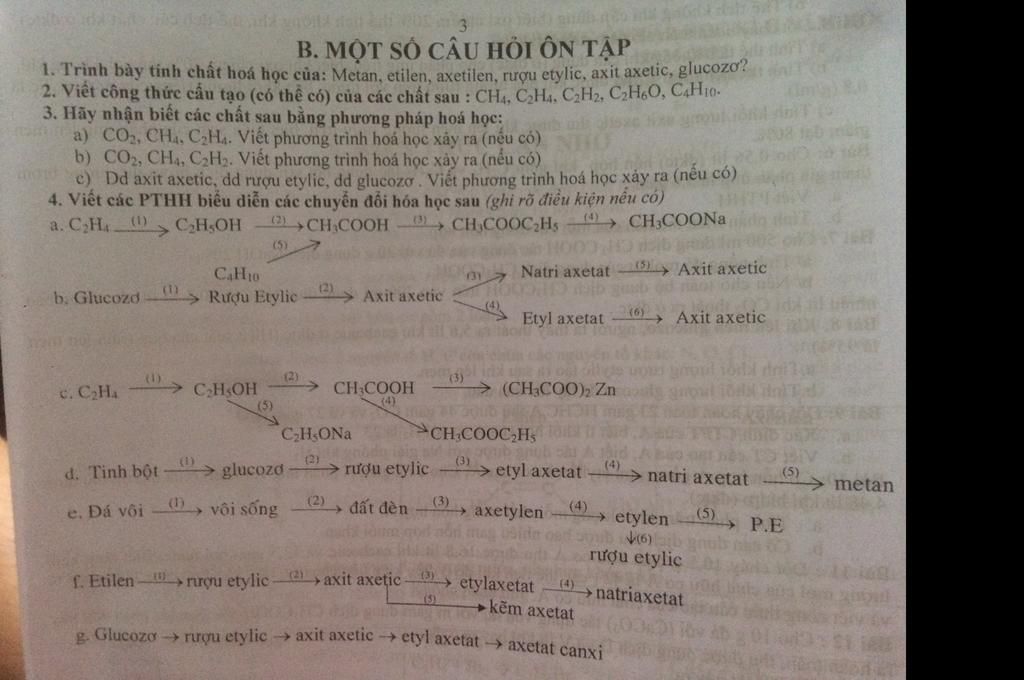 3
B. MỘT SỐ CÂU HỎI ÔN TẬP
1. Trình bày tính chất hoá học của: Metan, etilen, axetilen, rượu etylic, axit axetic, glucozơ?
2. Viết công thức cấu tạo (có thể có) của các chất sau : CH₄, C₂H₄, C₂H₂, C₂H₆O, C₄H₁₀.
3. Hãy nhận biết các chất sau bằng phương pháp hoá học:
a) CO₂, CH₄, C₂H₄. Viết phương trình hoá học xảy ra (nếu có)
b) CO₂, CH₄, C₂H₂. Viết phương trình hoá học xảy ra (nếu có)
c) Dd axit axetic, dd rượu etylic, dd glucozơ . Viết phương trình hoá học xảy ra (nếu có)
4. Viết các PTHH biểu diễn các chuyển đổi hóa học sau (ghi rõ điều kiện nếu có)
a. C₂H₄ (1)→ C₂H₅OH (2)→ CH₃COOH (3)→ CH₃COOC₂H₅ (4)→ CH₃COONa
(5)
C₄H₁₀
b. Glucozơ (1)→ Rượu Etylic (2)→ Axit axetic (3) Natri axetat (5)→ Axit axetic
(4) Etyl axetat (6)→ Axit axetic
c. C₂H₄ (1)→ C₂H₅OH (2)→ CH₃COOH (3)→ (CH₃COO)₂ Zn
(5) (4)
C₂H₅ONa CH₃COOC₂H₅
d. Tinh bột (1)→ glucozơ (2)→ rượu etylic (3)→ etyl axetat (4)→ natri axetat (5)→ metan
e. Đá vôi (1)→ vôi sống (2)→ đất đèn (3)→ axetylen (4)→ etylen (5)→ P.E
↓(6)
rượu etylic
f. Etilen (1)→ rượu etylic (2)→ axit axetic (3)→ etylaxetat (4)→ natriaxetat
(5)→ kẽm axetat
g. Glucozơ → rượu etylic → axit axetic → etyl axetat → axetat canxi